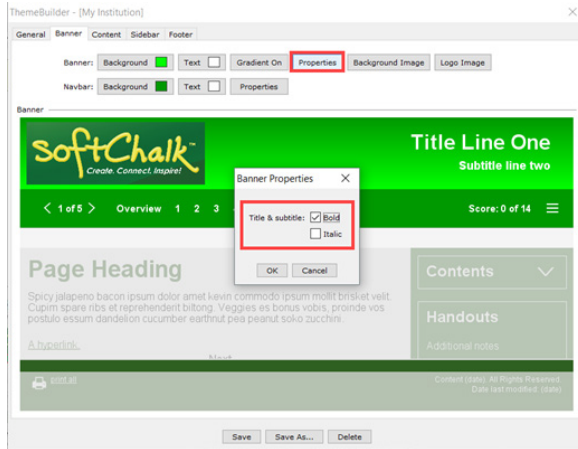 ThemeBuilder - [My Institution]
General Banner Content Sidebar Footer
Banner: Background Text Gradient On Properties Background Image Logo Image
Navbar: Background Text Properties
Banner
SoftChalk™
Create. Connect. Inspire!
Title Line One
Subtitle line two
< 1 of 5 > Overview 1 2 3
Score: 0 of 14
Banner Properties
Title & subtitle: Bold
Italic
OK Cancel
Page Heading
Spicy jalapeno bacon ipsum dolor amet kevin commodo ipsum mollit brisket velit.
Cupim spare ribs et reprehenderit biltong. Veggies es bonus vobis, proinde vos
postulo essum dandelion cucumber earthnut pea peanut soko zucchini.
A hyperlink.
Next
Contents
Handouts
Additional notes.
print all
Content (date). All Rights Reserved.
Date last modified: (date)
Save Save As... Delete